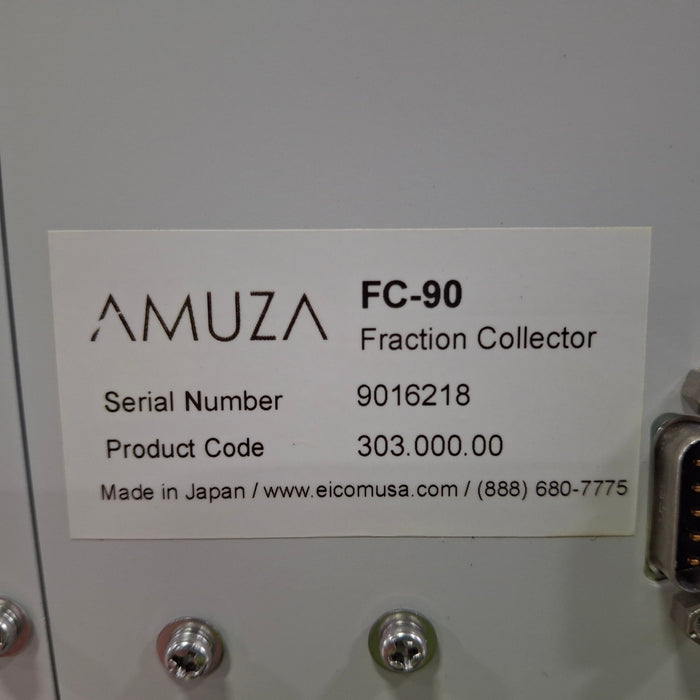 AMUZA
FC-90
Fraction Collector
Serial Number 9016218
Product Code 303.000.00
Made in Japan / www.eicomusa.com / (888) 680-7775